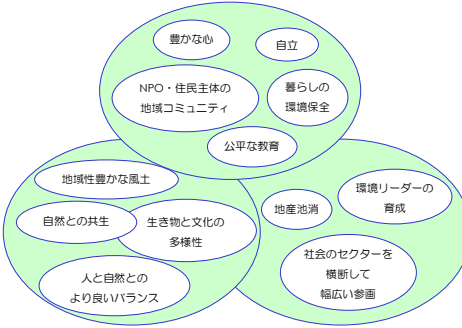 豊かな心
自立
NPO・住民主体の
地域コミュニティ
暮らしの
環境保全
公平な教育
地域性豊かな風土
自然との共生
生き物と文化の
多様性
人と自然との
より良いバランス
地産池消
環境リーダーの
育成
社会のセクターを
横断して
幅広い参画